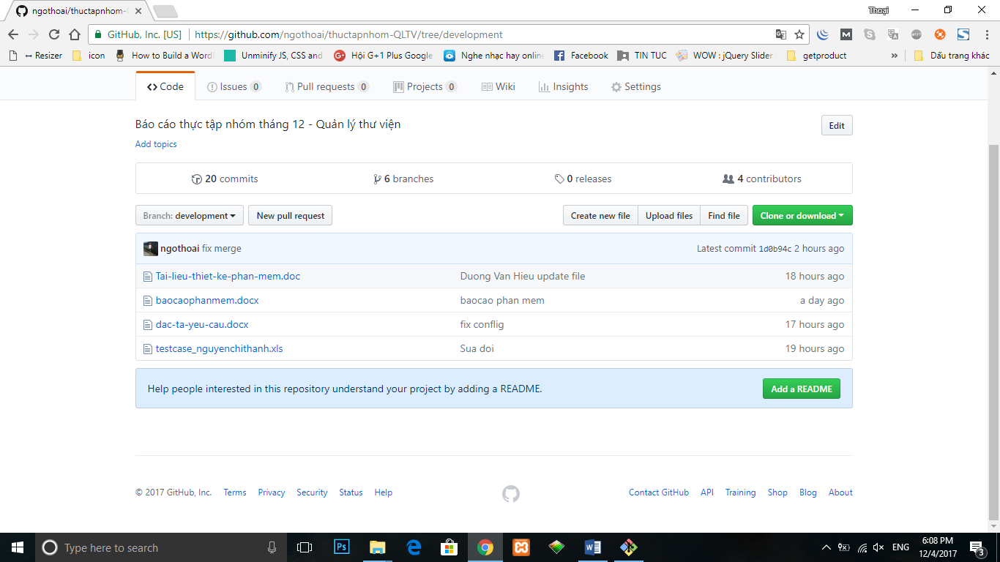 ngothoai/thuctapnhom-
Thoại
GitHub, Inc. [US] https://github.com/ngothoai/thuctapnhom-QLTV/tree/development
↔ Resizer icon How to Build a Word Unminify JS, CSS and Hội G+1 Plus Google Nghe nhạc hay online Facebook TIN TUC WOW : jQuery Slider getproduct » Dấu trang khác
Code Issues 0 Pull requests 0 Projects 0 Wiki Insights Settings
Báo cáo thực tập nhóm tháng 12 - Quản lý thư viện Edit
Add topics
20 commits 6 branches 0 releases 4 contributors
Branch: development New pull request Create new file Upload files Find file Clone or download
ngothoai fix merge Latest commit 1d0b94c 2 hours ago
Tai-lieu-thiet-ke-phan-mem.doc Duong Van Hieu update file 18 hours ago
baocaophanmem.docx baocao phan mem a day ago
dac-ta-yeu-cau.docx fix conflig 17 hours ago
testcase_nguyenchithanh.xls Sua doi 19 hours ago
Help people interested in this repository understand your project by adding a README. Add a README
© 2017 GitHub, Inc. Terms Privacy Security Status Help Contact GitHub API Training Shop Blog About
Type here to search ENG 6:08 PM
12/4/2017 3